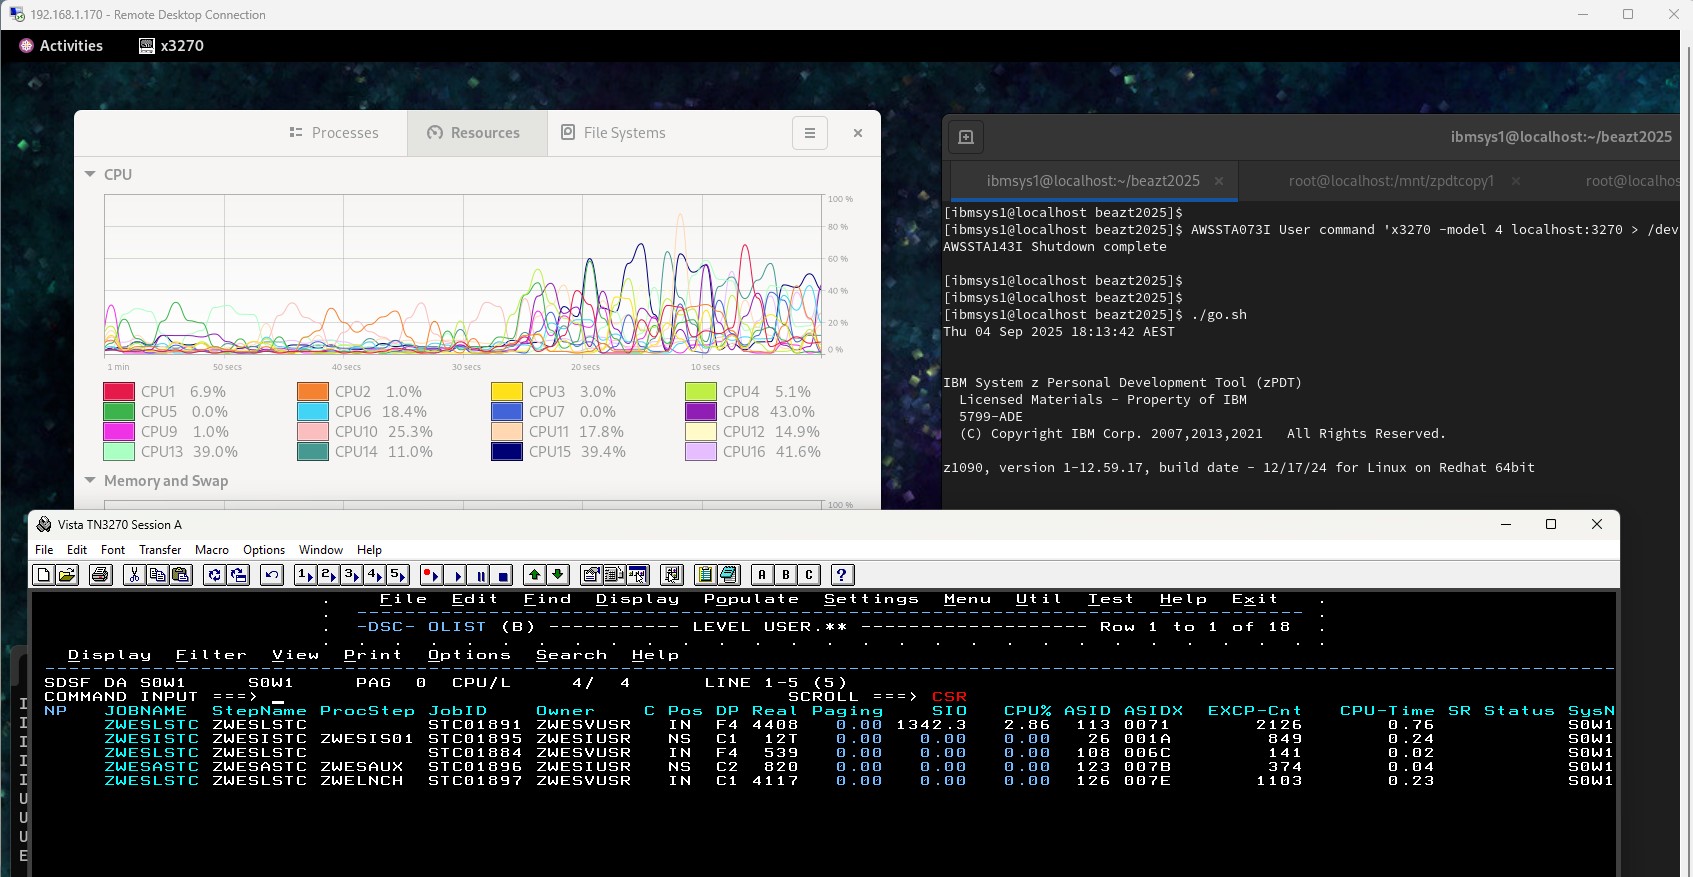 192.168.1.170 - Remote Desktop Connection
Activities x3270
Processes Resources File Systems
CPU
100 %
80 %
60 %
40 %
20 %
0 %
1 min 50 secs 40 secs 30 secs 20 secs 10 secs
CPU1 6.9% CPU2 1.0% CPU3 3.0% CPU4 5.1%
CPU5 0.0% CPU6 18.4% CPU7 0.0% CPU8 43.0%
CPU9 1.0% CPU10 25.3% CPU11 17.8% CPU12 14.9%
CPU13 39.0% CPU14 11.0% CPU15 39.4% CPU16 41.6%
Memory and Swap
100 %
ibmsys1@localhost:~/beazt2025
ibmsys1@localhost:~/beazt2025 root@localhost:/mnt/zpdtcopy1 root@localhos
[ibmsys1@localhost beazt2025]$
[ibmsys1@localhost beazt2025]$ AWSSTA073I User command 'x3270 -model 4 localhost:3270 > /dev
AWSSTA143I Shutdown complete
[ibmsys1@localhost beazt2025]$
[ibmsys1@localhost beazt2025]$
[ibmsys1@localhost beazt2025]$ ./go.sh
Thu 04 Sep 2025 18:13:42 AEST
IBM System z Personal Development Tool (zPDT)
Licensed Materials - Property of IBM
5799-ADE
(C) Copyright IBM Corp. 2007,2013,2021 All Rights Reserved.
z1090, version 1-12.59.17, build date - 12/17/24 for Linux on Redhat 64bit
Vista TN3270 Session A
File Edit Font Transfer Macro Options Window Help
1 2 3 4 5 A B C ?
. File Edit Find Display Populate Settings Menu Util Test Help Exit .
. -DSC- OLIST (B) ----------- LEVEL USER.** ------------------- Row 1 to 1 of 18 .
Display Filter View Print Options Search Help
SDSF DA S0W1 S0W1 PAG 0 CPU/L 4/ 4 LINE 1-5 (5)
COMMAND INPUT ===> SCROLL ===> CSR
NP JOBNAME StepName ProcStep JobID Owner C Pos DP Real Paging SIO CPU% ASID ASIDX EXCP-Cnt CPU-Time SR Status SysN
ZWESLSTC ZWESLSTC STC01891 ZWESVUSR IN F4 4408 0.00 1342.3 2.86 113 0071 2126 0.76 S0W1
ZWESISTC ZWESISTC ZWESIS01 STC01895 ZWESIUSR NS C1 12T 0.00 0.00 0.00 26 001A 849 0.24 S0W1
ZWESLSTC ZWESLSTC STC01884 ZWESVUSR IN F4 539 0.00 0.00 0.00 108 006C 141 0.02 S0W1
ZWESASTC ZWESASTC ZWESAUX STC01896 ZWESIUSR NS C2 820 0.00 0.00 0.00 123 007B 374 0.04 S0W1
ZWESLSTC ZWESLSTC ZWELNCH STC01897 ZWESVUSR IN C1 4117 0.00 0.00 0.00 126 007E 1103 0.23 S0W1
I
I
I
I
I
U
U
U
E